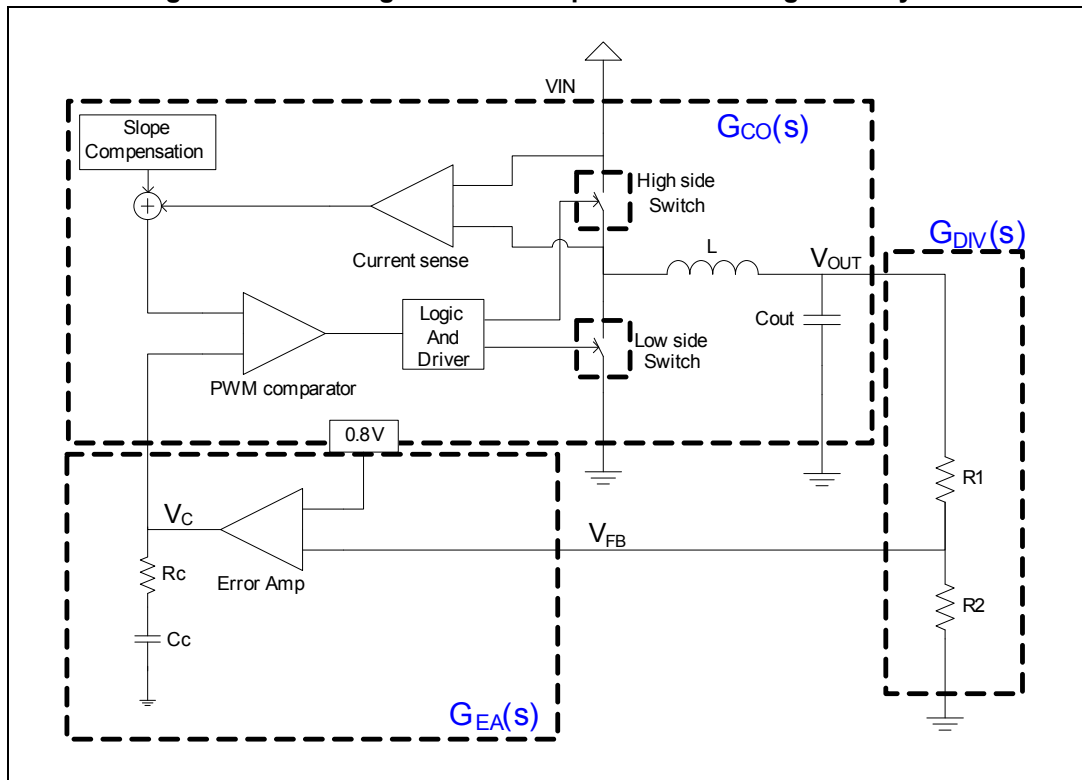 VIN
GCO(s)
Slope
Compensation
High side
Switch
GDIV(s)
Current sense
L
VOUT
Logic
And
Driver
Cout
Low side
Switch
PWM comparator
0.8V
R1
VC
VFB
Rc
Error Amp
R2
Cc
GEA(s)